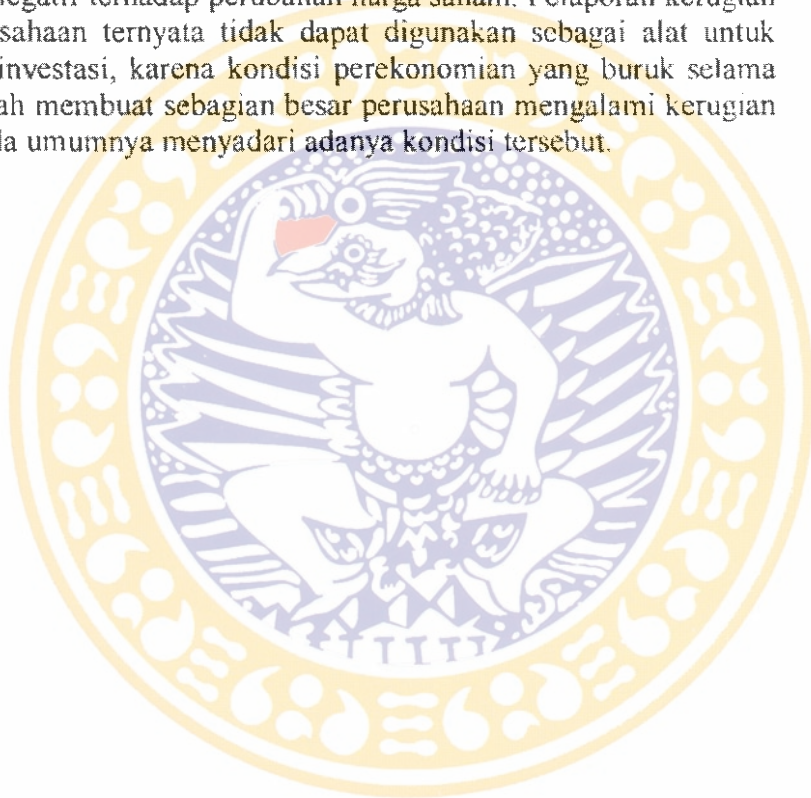 negatif terhadap perubahan harga saham. Pelaporan kerugian
sahaan ternyata tidak dapat digunakan sebagai alat untuk
investasi, karena kondisi perekonomian yang buruk selama
ah membuat sebagian besar perusahaan mengalami kerugian
la umumnya menyadari adanya kondisi tersebut.